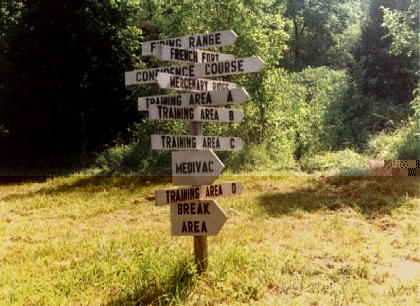 FIRING RANGE
FRENCH FORT
CONFIDENCE COURSE
MERCENARY
TRAINING AREA A
TRAINING AREA B
TRAINING AREA C
MEDIVAC
TRAINING AREA D
BREAK
AREA